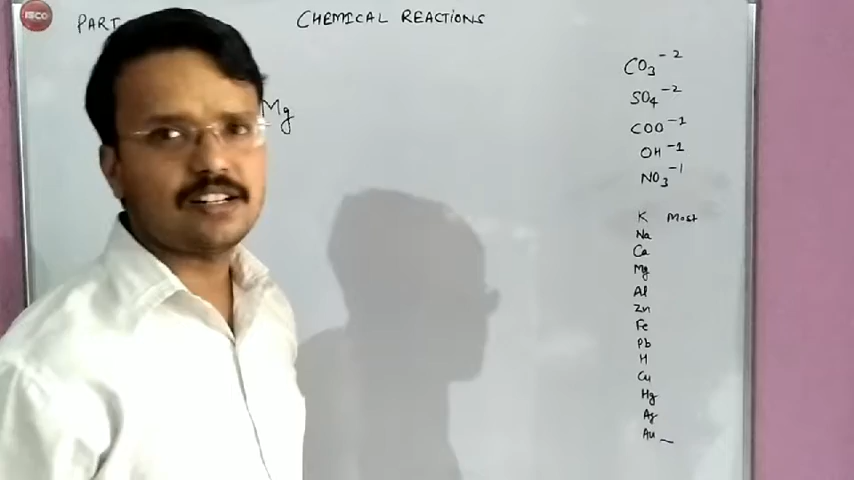 ISCO
PART
CHEMICAL REACTIONS
Mg
CO3 -2
SO4 -2
COO -1
OH -1
NO3 -1
K Most
Na
Ca
Mg
Al
Zn
Fe
Pb
H
Cu
Hg
Ag
Au